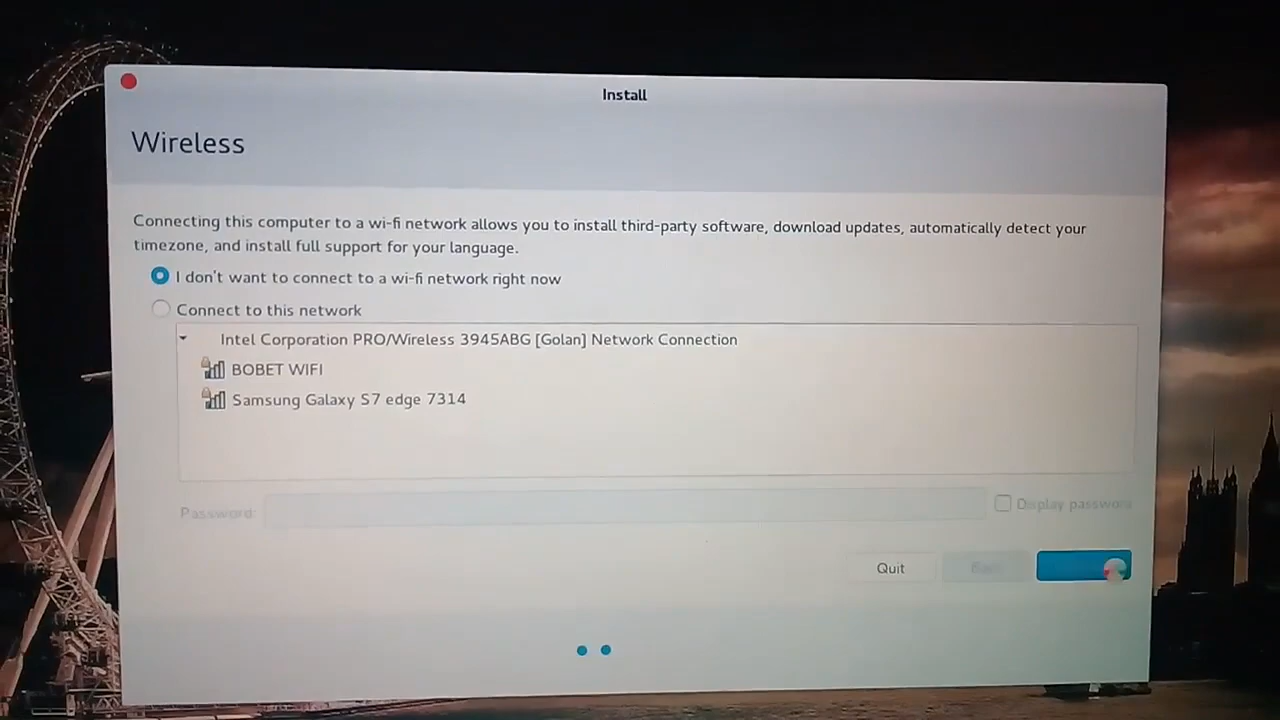 Install
Wireless
Connecting this computer to a wi-fi network allows you to install third-party software, download updates, automatically detect your
timezone, and install full support for your language.
I don't want to connect to a wi-fi network right now
Connect to this network
Intel Corporation PRO/Wireless 3945ABG [Golan] Network Connection
BOBET WIFI
Samsung Galaxy S7 edge 7314
Password:
Display password
Quit